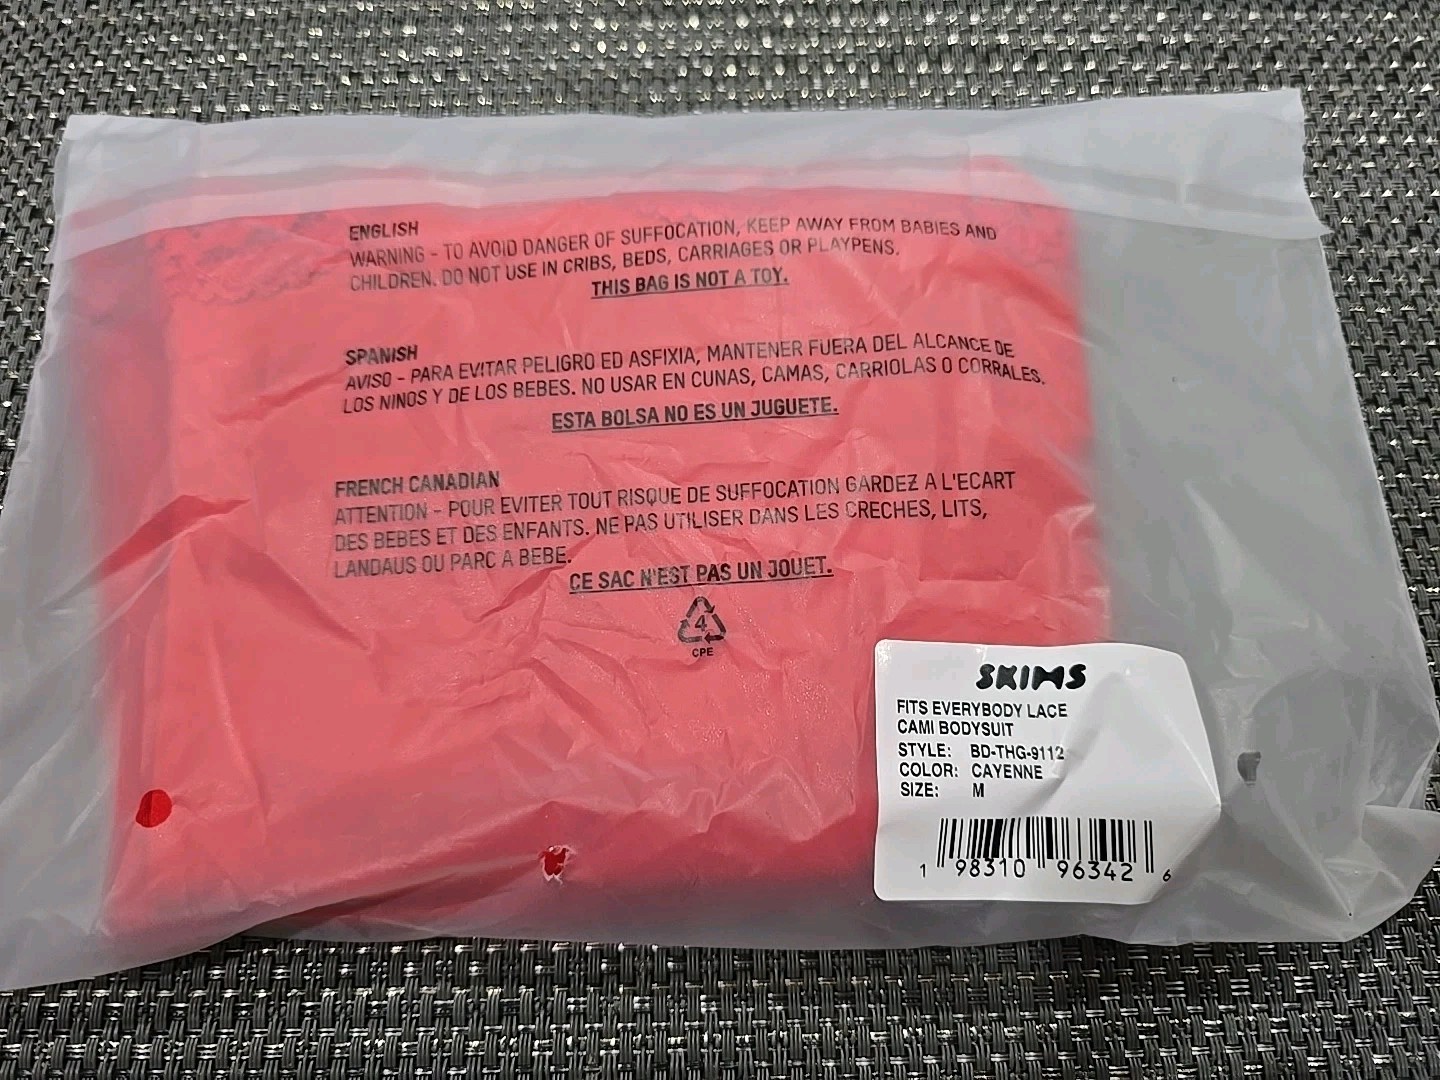 ENGLISH
WARNING - TO AVOID DANGER OF SUFFOCATION, KEEP AWAY FROM BABIES AND
CHILDREN. DO NOT USE IN CRIBS, BEDS, CARRIAGES OR PLAYPENS.
THIS BAG IS NOT A TOY.
SPANISH
AVISO - PARA EVITAR PELIGRO ED ASFIXIA, MANTENER FUERA DEL ALCANCE DE
LOS NINOS Y DE LOS BEBES. NO USAR EN CUNAS, CAMAS, CARRIOLAS O CORRALES.
ESTA BOLSA NO ES UN JUGUETE.
FRENCH CANADIAN
ATTENTION - POUR EVITER TOUT RISQUE DE SUFFOCATION GARDEZ A L'ECART
DES BEBES ET DES ENFANTS. NE PAS UTILISER DANS LES CRECHES, LITS,
LANDAUS OU PARC A BEBE.
CE SAC N'EST PAS UN JOUET.
4
CPE
SKIMS
FITS EVERYBODY LACE
CAMI BODYSUIT
STYLE: BD-THG-9112
COLOR: CAYENNE
SIZE: M
1 98310 96342 6